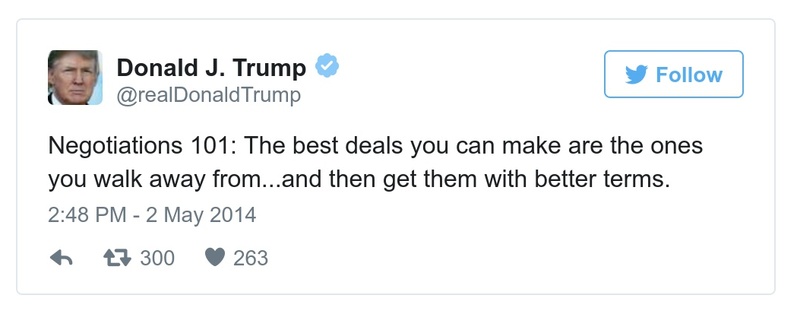 Donald J. Trump
@realDonaldTrump
Follow
Negotiations 101: The best deals you can make are the ones
you walk away from...and then get them with better terms.
2:48 PM - 2 May 2014
300 263